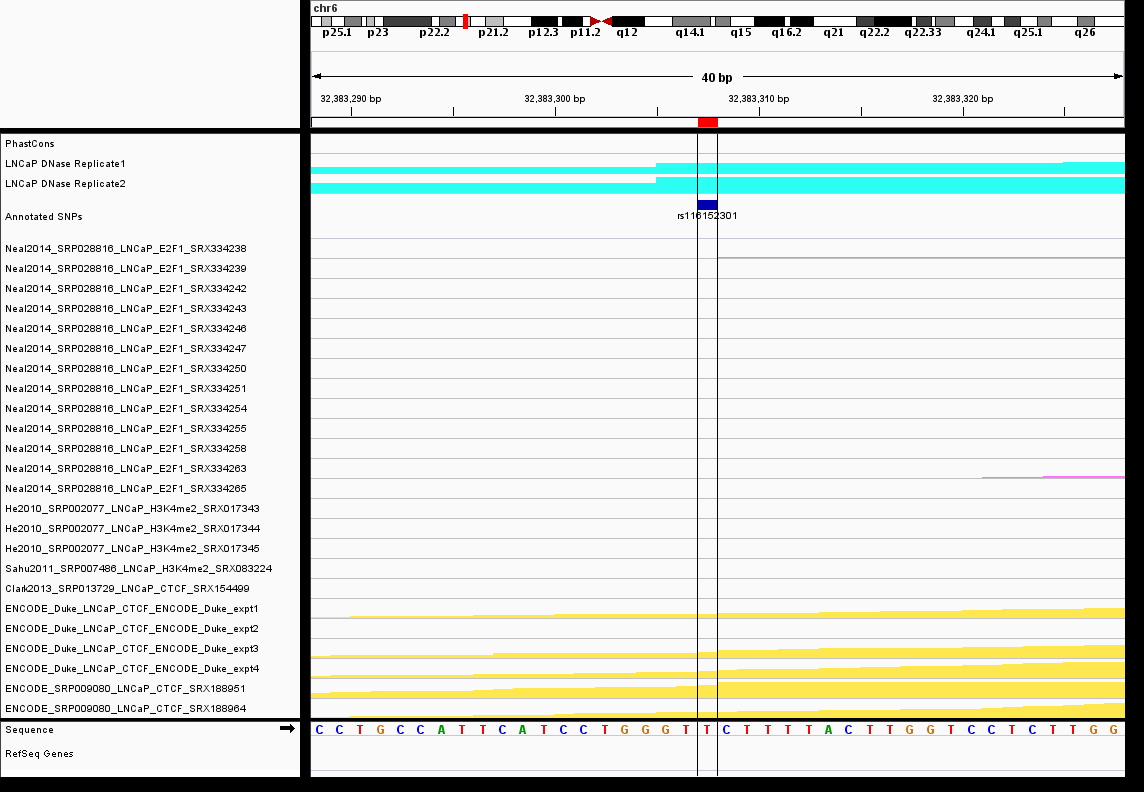 chr6
p25.1 p23 p22.2 p21.2 p12.3 p11.2 q12 q14.1 q15 q16.2 q21 q22.2 q22.33 q24.1 q25.1 q26
40 bp
32,383,290 bp 32,383,300 bp 32,383,310 bp 32,383,320 bp
PhastCons
LNCaP DNase Replicate1
LNCaP DNase Replicate2
Annotated SNPs
rs116152301
Neal2014_SRP028816_LNCaP_E2F1_SRX334238
Neal2014_SRP028816_LNCaP_E2F1_SRX334239
Neal2014_SRP028816_LNCaP_E2F1_SRX334242
Neal2014_SRP028816_LNCaP_E2F1_SRX334243
Neal2014_SRP028816_LNCaP_E2F1_SRX334246
Neal2014_SRP028816_LNCaP_E2F1_SRX334247
Neal2014_SRP028816_LNCaP_E2F1_SRX334250
Neal2014_SRP028816_LNCaP_E2F1_SRX334251
Neal2014_SRP028816_LNCaP_E2F1_SRX334254
Neal2014_SRP028816_LNCaP_E2F1_SRX334255
Neal2014_SRP028816_LNCaP_E2F1_SRX334258
Neal2014_SRP028816_LNCaP_E2F1_SRX334263
Neal2014_SRP028816_LNCaP_E2F1_SRX334265
He2010_SRP002077_LNCaP_H3K4me2_SRX017343
He2010_SRP002077_LNCaP_H3K4me2_SRX017344
He2010_SRP002077_LNCaP_H3K4me2_SRX017345
Sahu2011_SRP007486_LNCaP_H3K4me2_SRX083224
Clark2013_SRP013729_LNCaP_CTCF_SRX154499
ENCODE_Duke_LNCaP_CTCF_ENCODE_Duke_expt1
ENCODE_Duke_LNCaP_CTCF_ENCODE_Duke_expt2
ENCODE_Duke_LNCaP_CTCF_ENCODE_Duke_expt3
ENCODE_Duke_LNCaP_CTCF_ENCODE_Duke_expt4
ENCODE_SRP009080_LNCaP_CTCF_SRX188951
ENCODE_SRP009080_LNCaP_CTCF_SRX188964
Sequence C C T G C C A T T C A T C C T G G G T T C T T T T A C T T G G T C C T C T T G G
RefSeq Genes